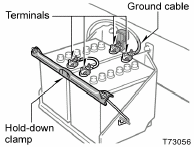 Ground cable
Terminals
Hold-down
clamp
T73056